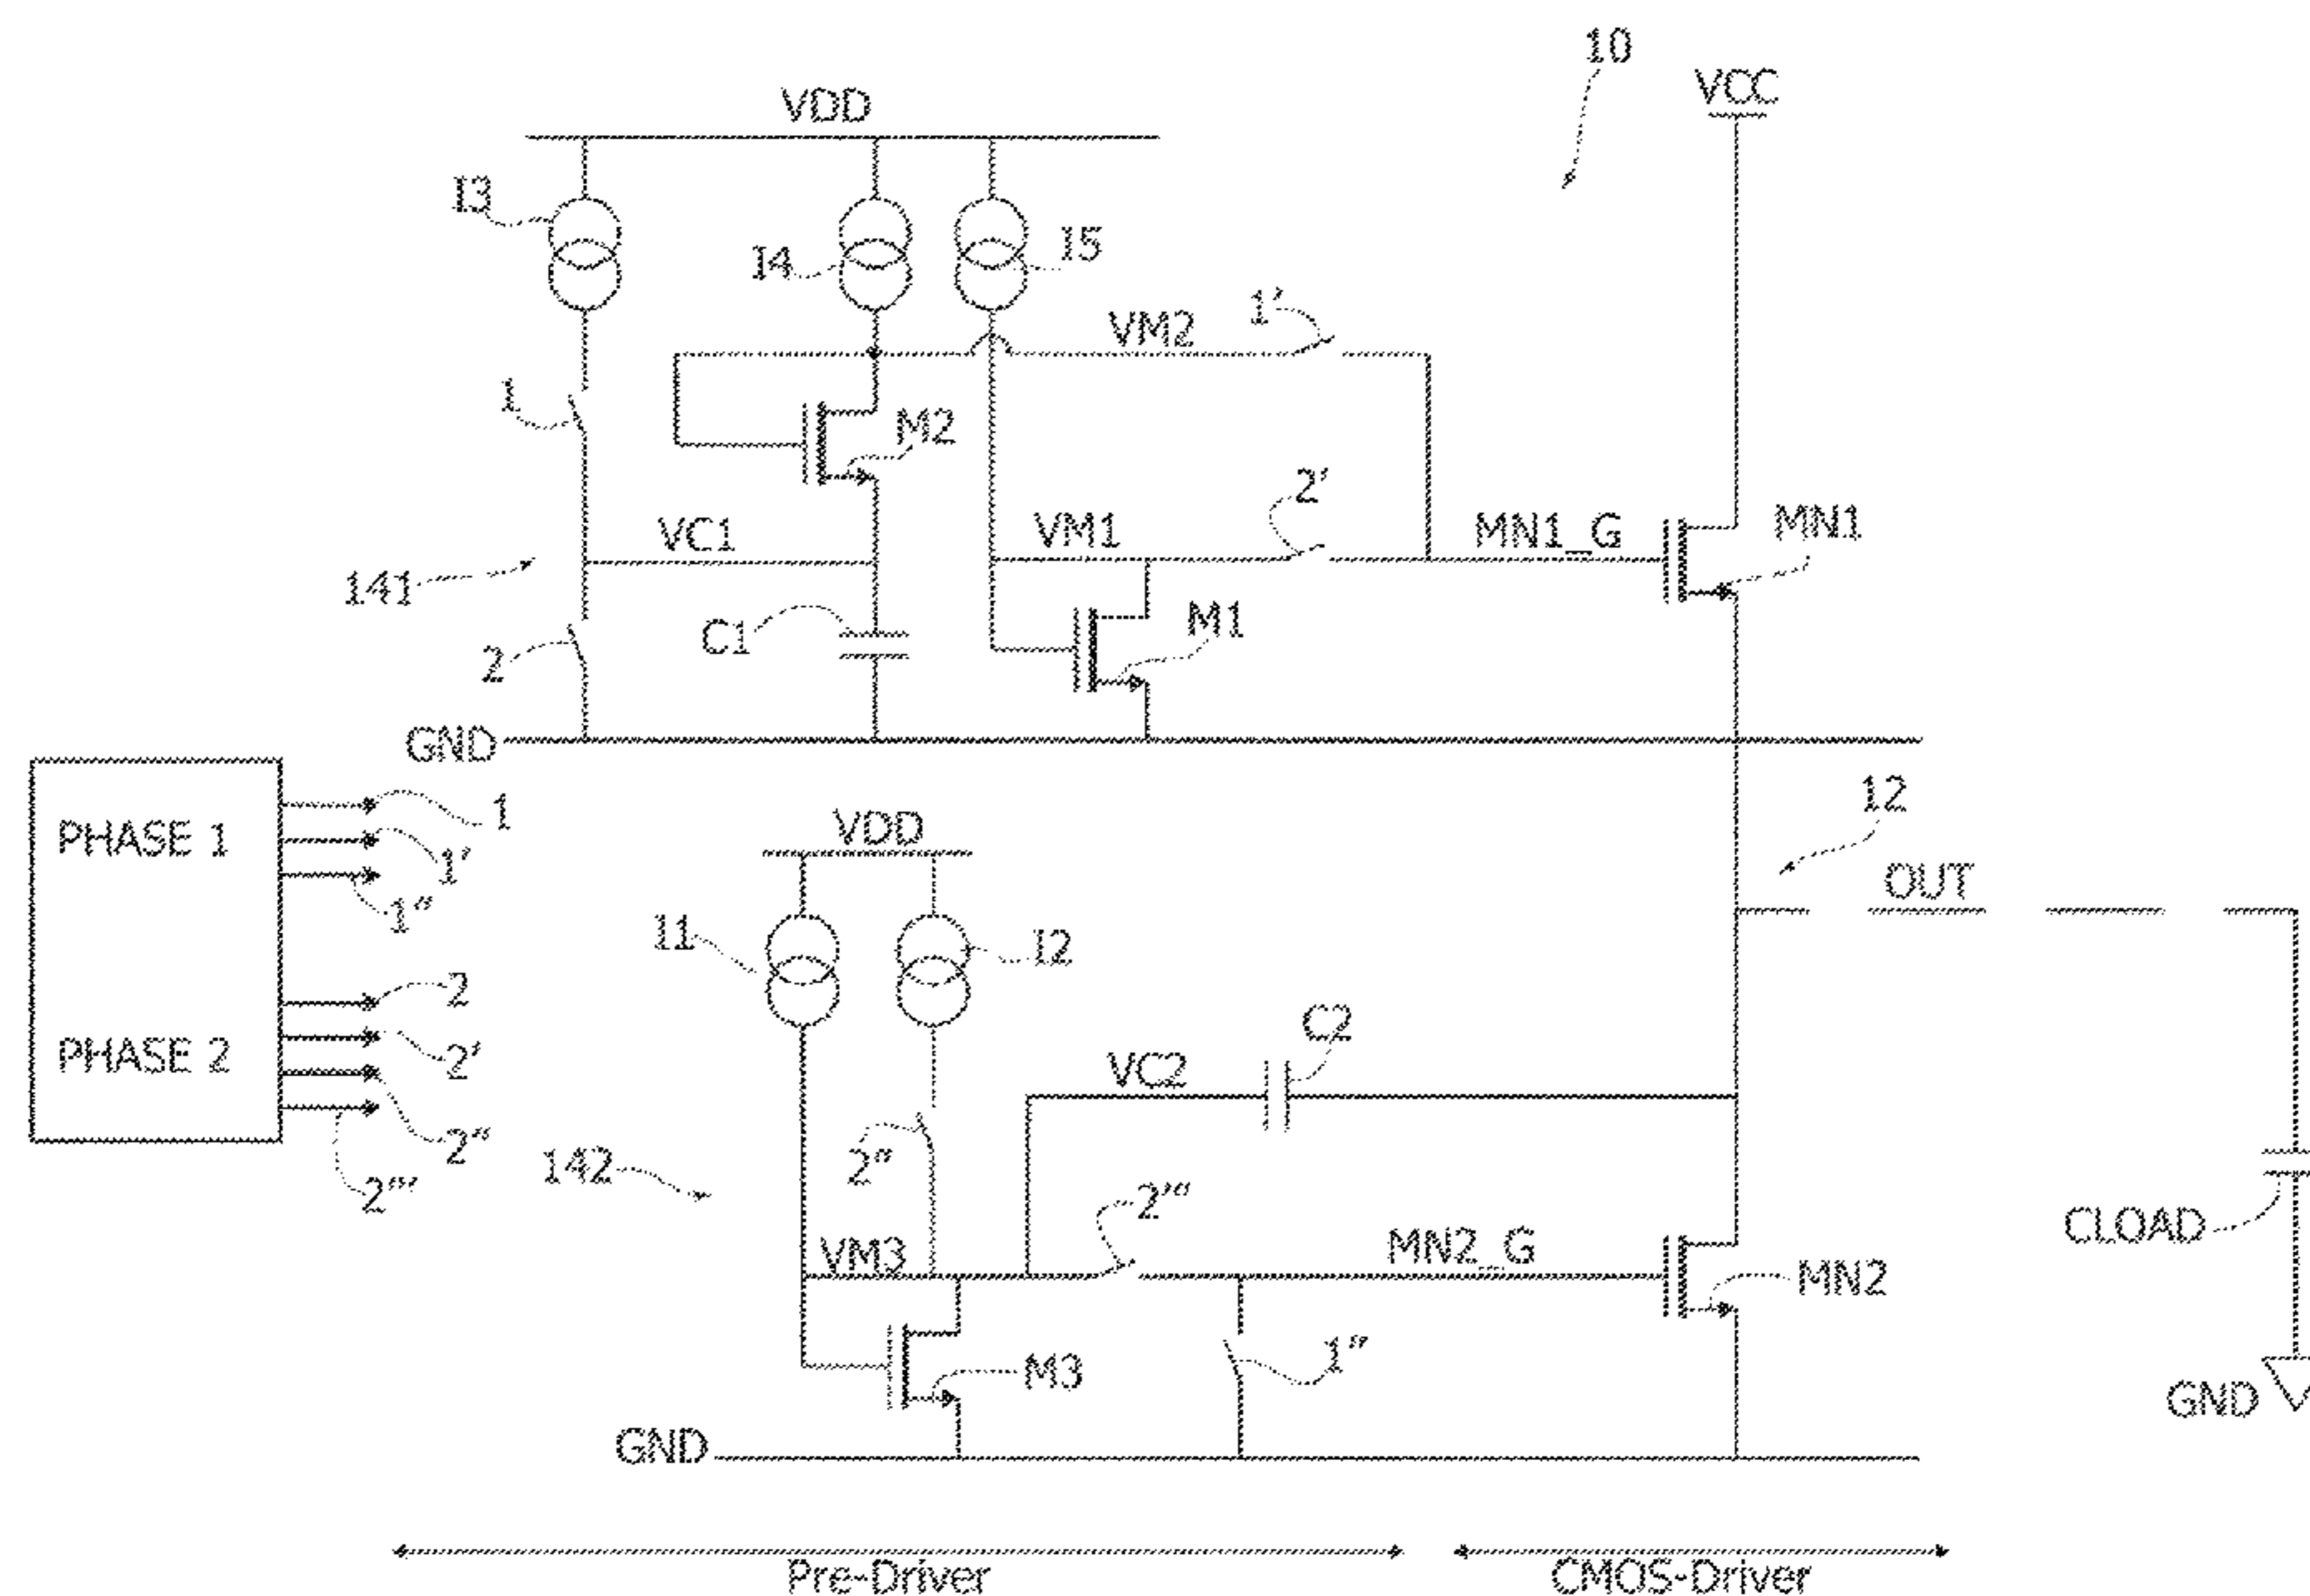 10
VCC
VDD
I3
I4
I5
VM2
1'
1
M2
2'
VC1
VM1
MN1_G
MN1
141
C1
M1
2
GND
12
PHASE 1
1
1'
1"
VDD
OUT
I1
I2
2
2'
2"
2"'
PHASE 2
C2
VC2
142
2"
2"'
VM3
MN2_G
MN2
CLOAD
M3
1"
GND
GND
Pre-Driver
CMOS-Driver